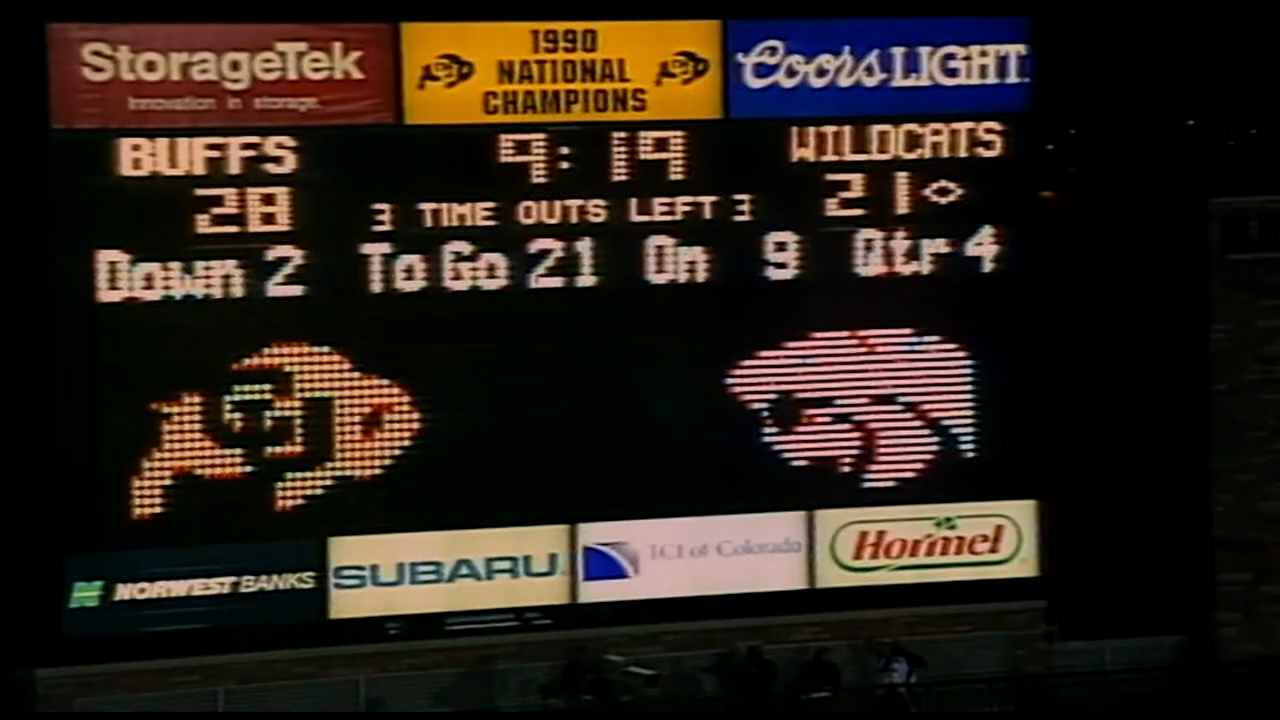 StorageTek
Innovation in storage.
1990
NATIONAL
CHAMPIONS
Coors LIGHT
BUFFS 9:19 WILDCATS
28 3 TIME OUTS LEFT 3 21
Down 2 To Go 21 On 9 Qtr 4
NORWEST BANKS
SUBARU
TCI of Colorado
Hormel